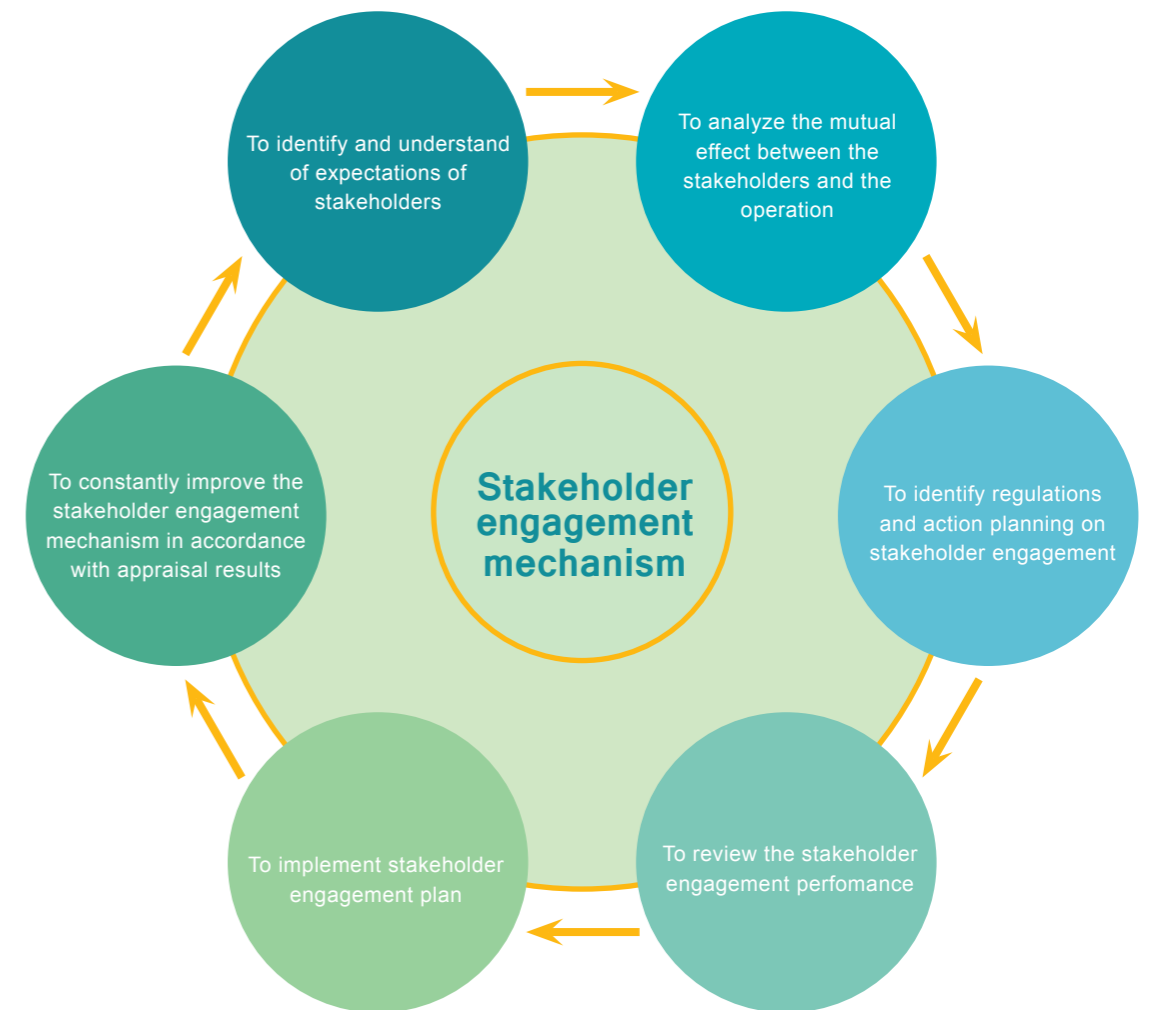 To identify and understand
of expectations of
stakeholders
To analyze the mutual
effect between the
stakeholders and the
operation
To identify regulations
and action planning on
stakeholder engagement
To review the stakeholder
engagement perfomance
To implement stakeholder
engagement plan
To constantly improve the
stakeholder engagement
mechanism in accordance
with appraisal results
Stakeholder
engagement
mechanism